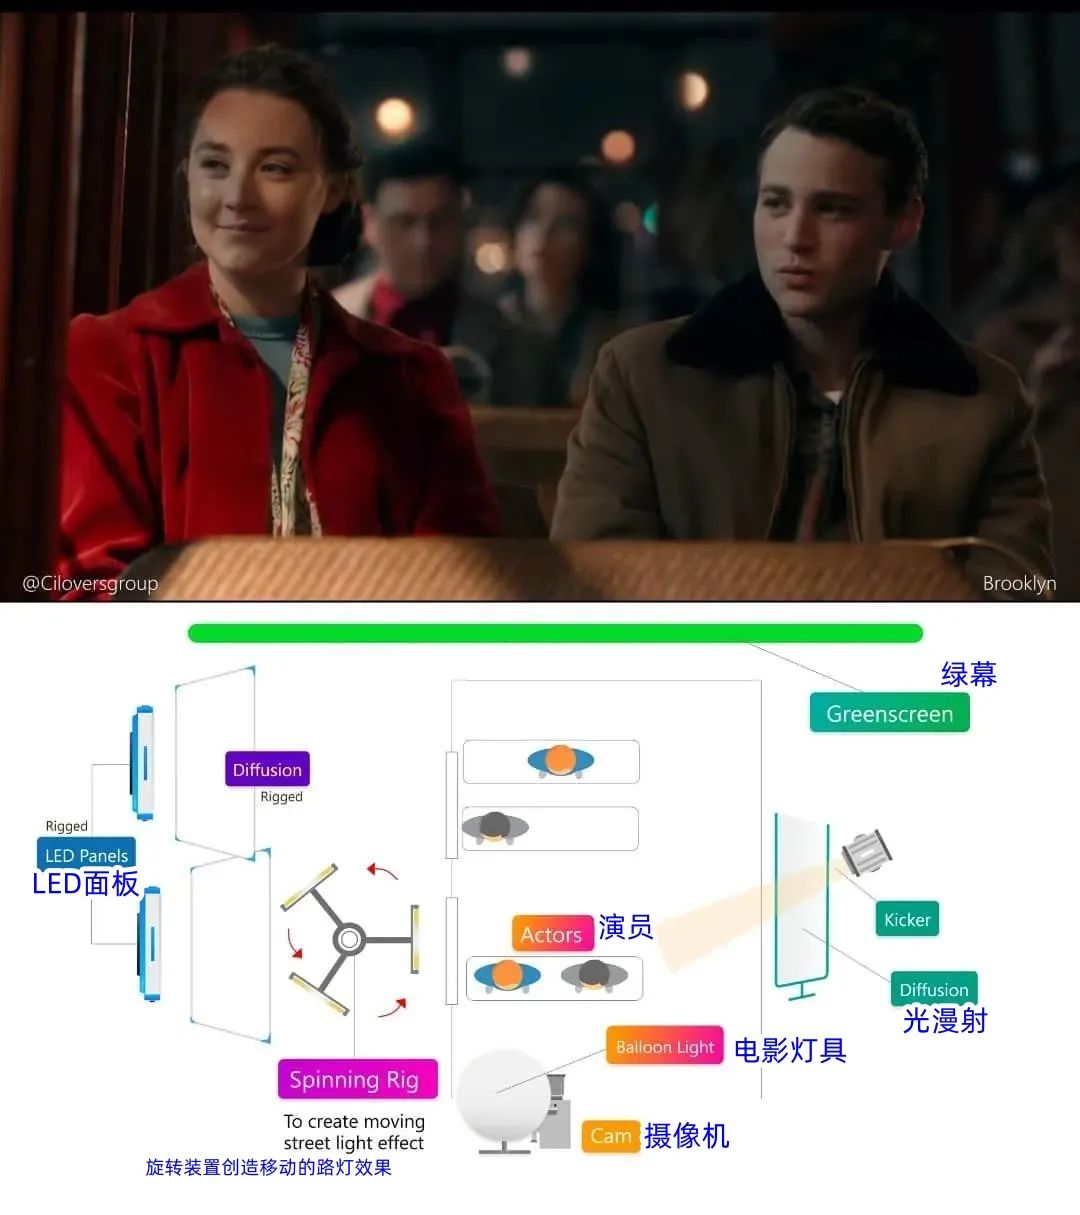 @Ciloversgroup
Brooklyn
绿幕
Greenscreen
Diffusion
Rigged
Rigged
LED Panels
LED面板
Actors
演员
Kicker
Diffusion
光漫射
Balloon Light
电影灯具
Spinning Rig
To create moving
street light effect
Cam
摄像机
旋转装置创造移动的路灯效果